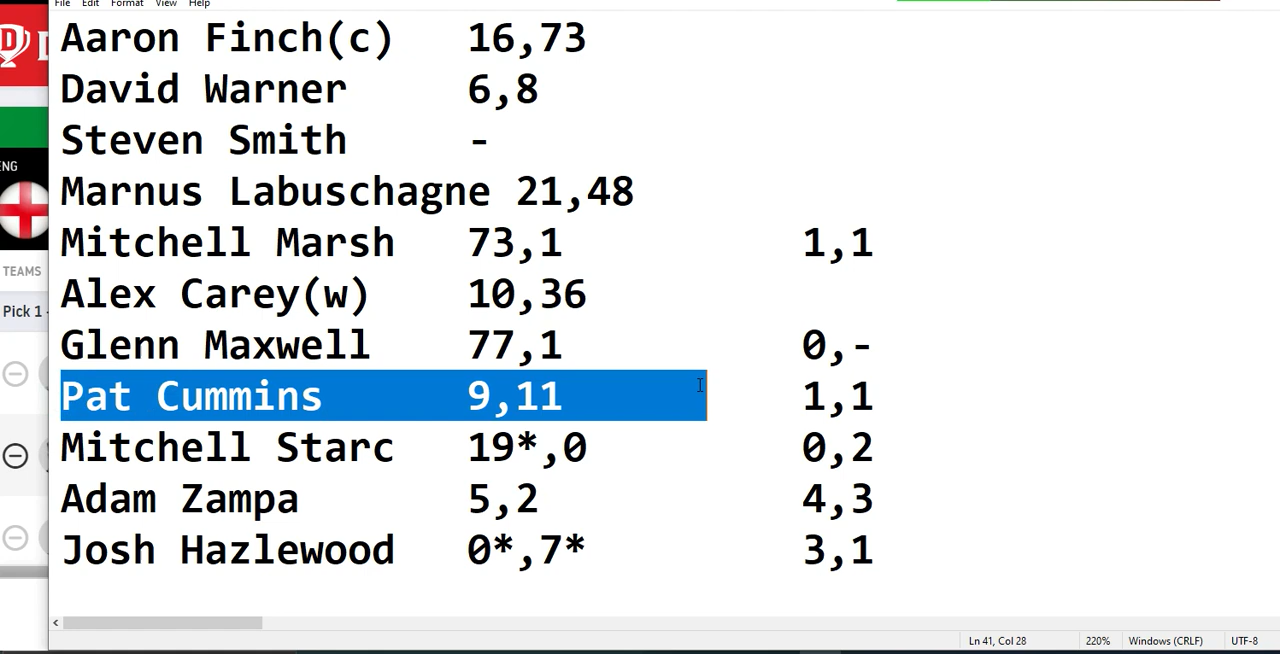 File Edit Format View Help
Aaron Finch(c) 16,73
David Warner 6,8
Steven Smith -
Marnus Labuschagne 21,48
Mitchell Marsh 73,1 1,1
Alex Carey(w) 10,36
Glenn Maxwell 77,1 0,-
Pat Cummins 9,11 1,1
Mitchell Starc 19*,0 0,2
Adam Zampa 5,2 4,3
Josh Hazlewood 0*,7* 3,1
Ln 41, Col 28 220% Windows (CRLF) UTF-8
D
ENG
TEAMS
Pick 1 -